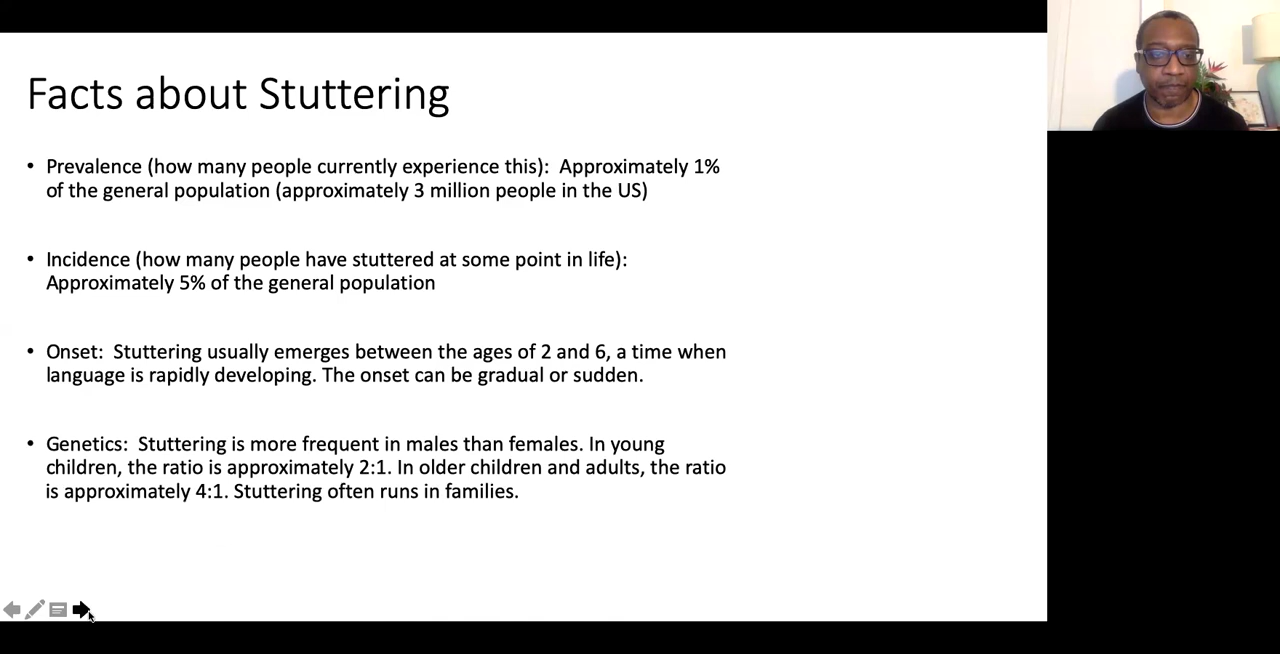 Facts about Stuttering
• Prevalence (how many people currently experience this):  Approximately 1%
of the general population (approximately 3 million people in the US)
• Incidence (how many people have stuttered at some point in life):
Approximately 5% of the general population
• Onset:  Stuttering usually emerges between the ages of 2 and 6, a time when
language is rapidly developing. The onset can be gradual or sudden.
• Genetics:  Stuttering is more frequent in males than females. In young
children, the ratio is approximately 2:1. In older children and adults, the ratio
is approximately 4:1. Stuttering often runs in families.